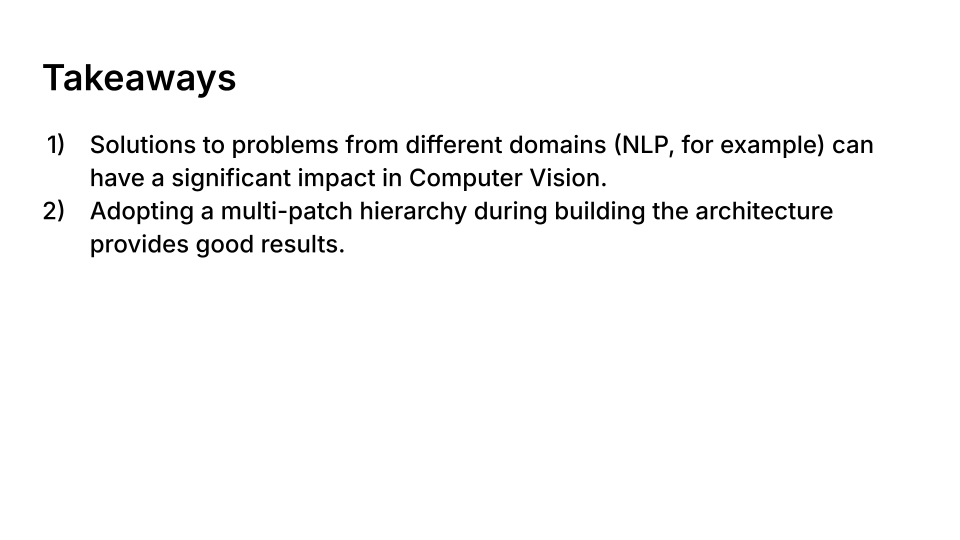 Takeaways
1) Solutions to problems from different domains (NLP, for example) can
have a significant impact in Computer Vision.
2) Adopting a multi-patch hierarchy during building the architecture
provides good results.